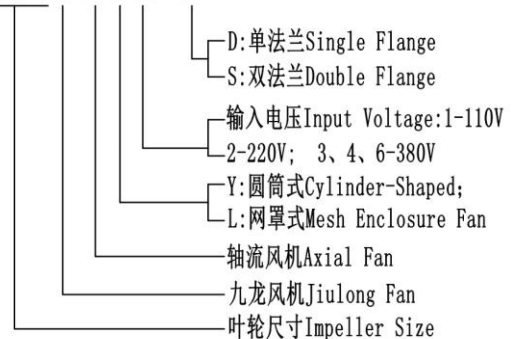 D:单法兰Single Flange
S:双法兰Double Flange
输入电压Input Voltage:1-110V
2-220V; 3、4、6-380V
Y:圆筒式Cylinder-Shaped;
L:网罩式Mesh Enclosure Fan
轴流风机Axial Fan
九龙风机Jiulong Fan
叶轮尺寸Impeller Size